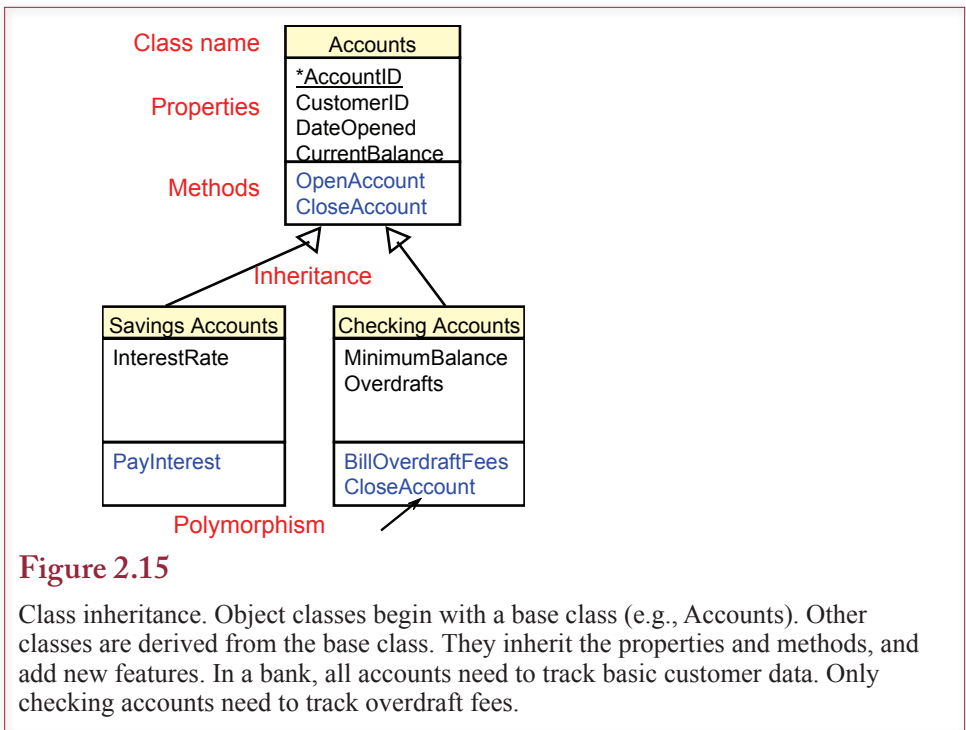 Class name
Accounts
Properties
*AccountID
CustomerID
DateOpened
CurrentBalance
Methods
OpenAccount
CloseAccount
Inheritance
Savings Accounts
InterestRate
PayInterest
Checking Accounts
MinimumBalance
Overdrafts
BillOverdraftFees
CloseAccount
Polymorphism
Figure 2.15
Class inheritance. Object classes begin with a base class (e.g., Accounts). Other
classes are derived from the base class. They inherit the properties and methods, and
add new features. In a bank, all accounts need to track basic customer data. Only
checking accounts need to track overdraft fees.